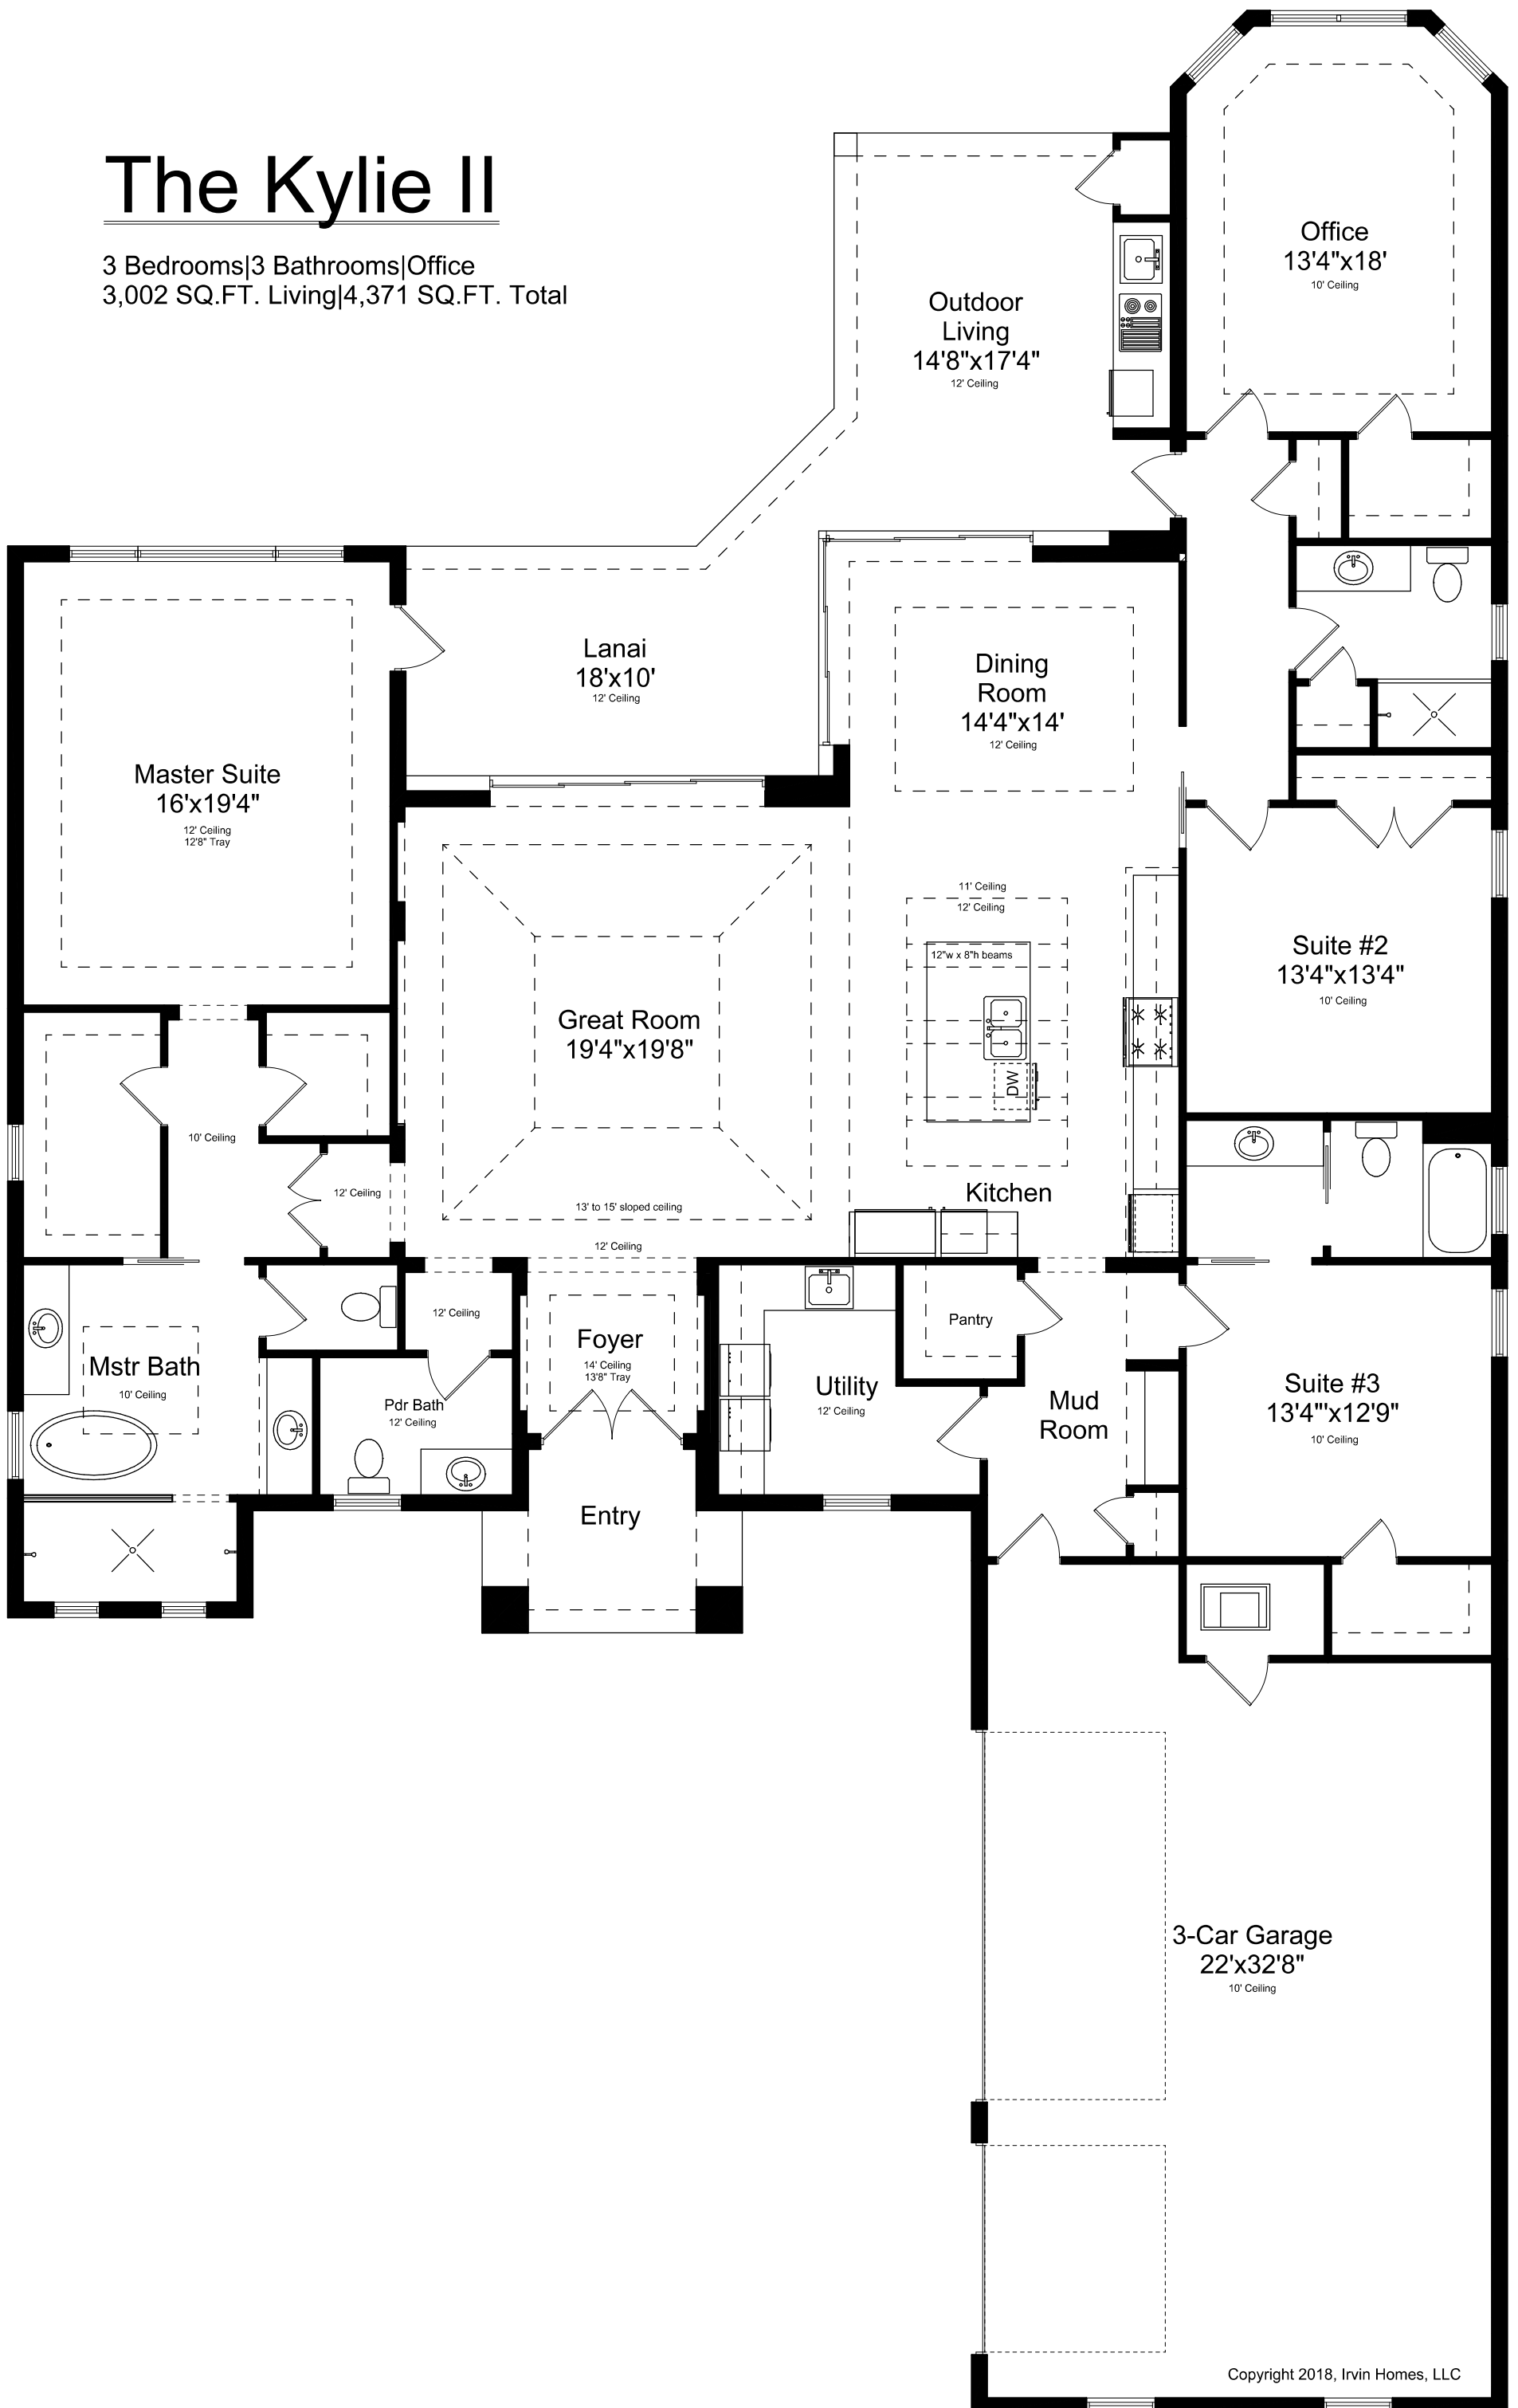 The Kylie II
3 Bedrooms|3 Bathrooms|Office
3,002 SQ.FT. Living|4,371 SQ.FT. Total
Office
13'4"x18'
10' Ceiling
Outdoor
Living
14'8"x17'4"
12' Ceiling
Lanai
18'x10'
12' Ceiling
Dining
Room
14'4"x14'
12' Ceiling
Master Suite
16'x19'4"
12' Ceiling
12'8" Tray
11' Ceiling
12' Ceiling
12"w x 8"h beams
DW
Suite #2
13'4"x13'4"
10' Ceiling
Great Room
19'4"x19'8"
13' to 15' sloped ceiling
12' Ceiling
10' Ceiling
12' Ceiling
Kitchen
12' Ceiling
Foyer
14' Ceiling
13'8" Tray
Pantry
Mstr Bath
10' Ceiling
Pdr Bath
12' Ceiling
Utility
12' Ceiling
Mud
Room
Suite #3
13'4"'x12'9"
10' Ceiling
Entry
3-Car Garage
22'x32'8"
10' Ceiling
Copyright 2018, Irvin Homes, LLC